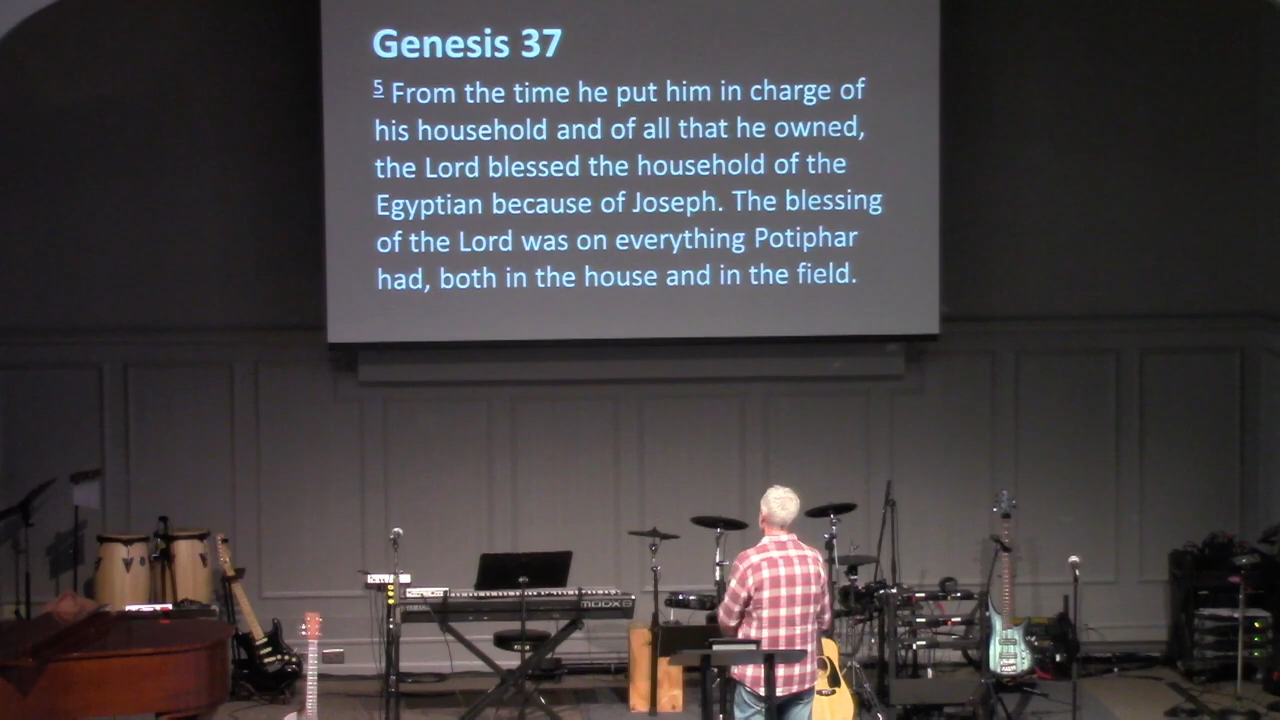 Genesis 37
5 From the time he put him in charge of
his household and of all that he owned,
the Lord blessed the household of the
Egyptian because of Joseph. The blessing
of the Lord was on everything Potiphar
had, both in the house and in the field.
MODX8